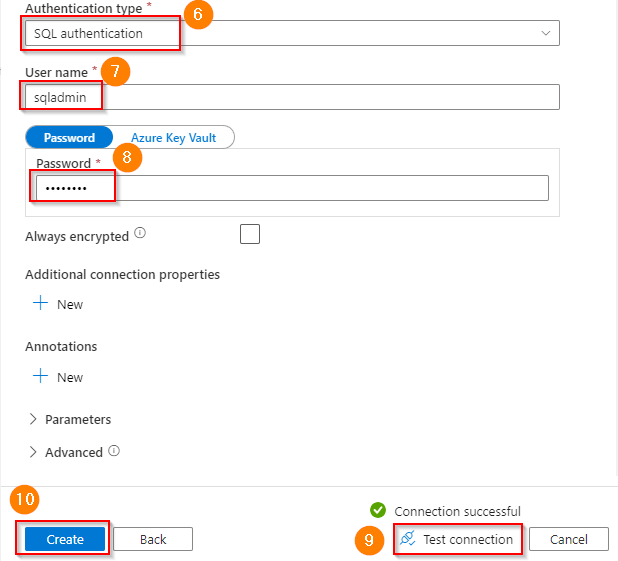 Authentication type *
6
SQL authentication
User name *
7
sqladmin
Password Azure Key Vault
Password *
8
••••••••
Always encrypted
Additional connection properties
New
Annotations
New
Parameters
Advanced
10
Connection successful
Create Back 9 Test connection Cancel